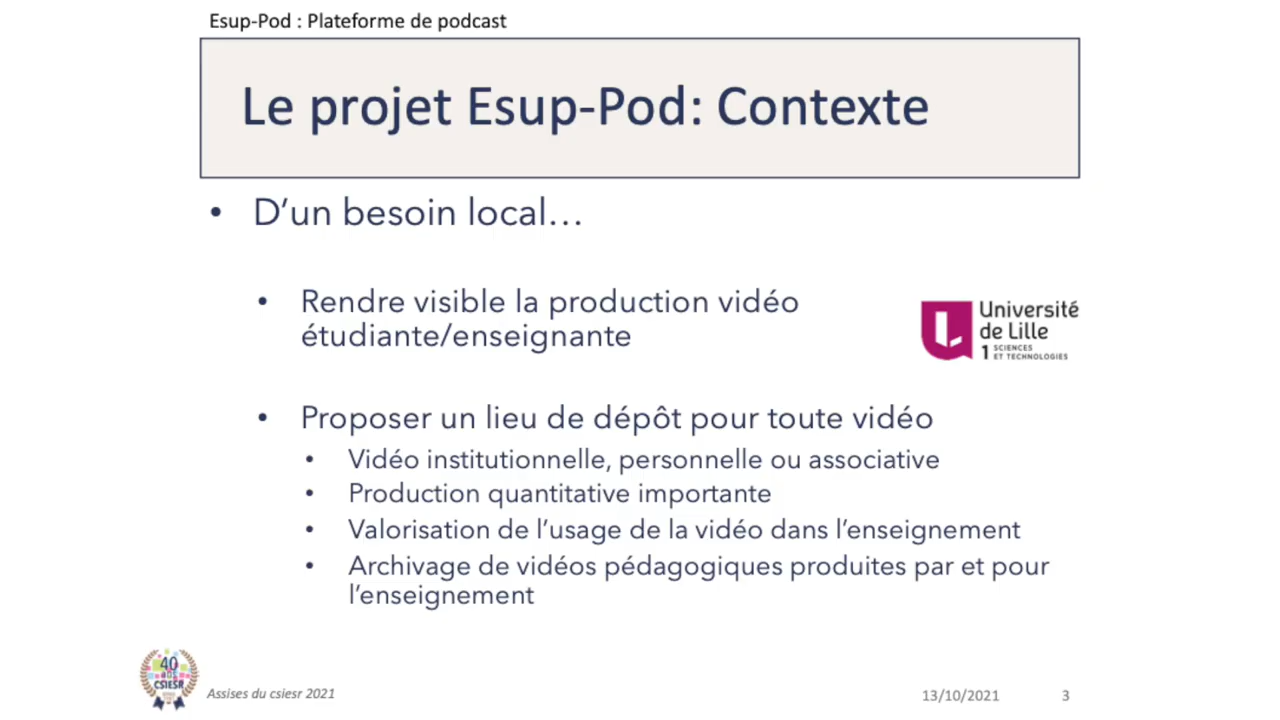 Esup-Pod : Plateforme de podcast
Le projet Esup-Pod: Contexte
• D’un besoin local…
• Rendre visible la production vidéo
étudiante/enseignante
Université
de Lille
1 SCIENCES
ET TECHNOLOGIES
• Proposer un lieu de dépôt pour toute vidéo
• Vidéo institutionnelle, personnelle ou associative
• Production quantitative importante
• Valorisation de l’usage de la vidéo dans l’enseignement
• Archivage de vidéos pédagogiques produites par et pour
l’enseignement
40
ans
CSIESR
Assises du csiesr 2021
13/10/2021
3